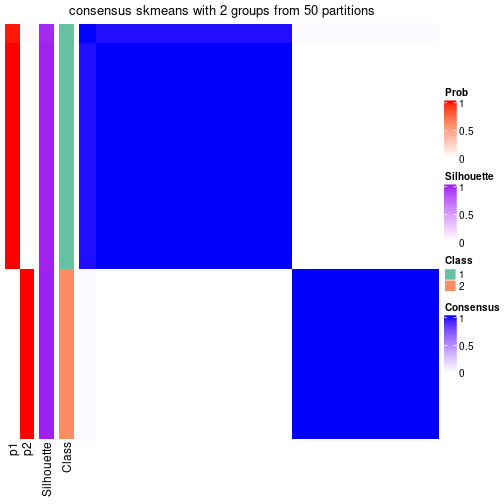 consensus skmeans with 2 groups from 50 partitions
Prob
1
0.5
0
Silhouette
1
0.5
0
Class
1
2
Consensus
1
0.5
0
p1
p2
Silhouette
Class